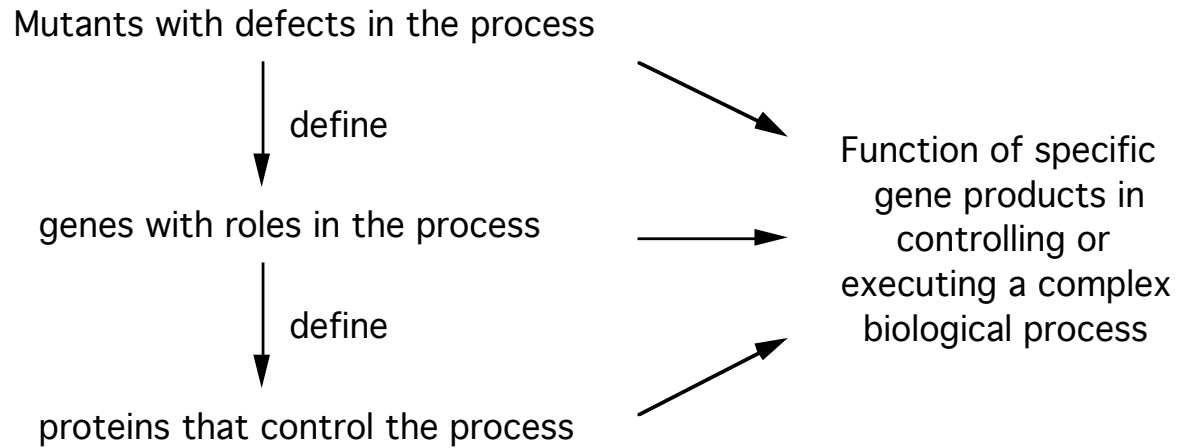 Mutants with defects in the process
define
genes with roles in the process
define
proteins that control the process
Function of specific
gene products in
controlling or
executing a complex
biological process